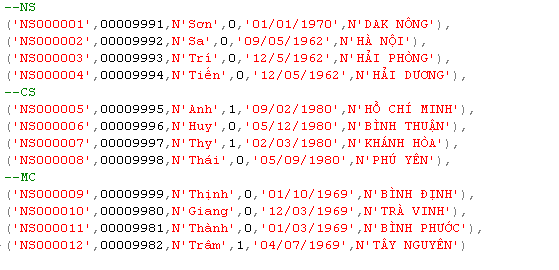 --NS
('NS000001',00009991,N'Sơn',0,'01/01/1970',N'DAK NÔNG'),
('NS000002',00009992,N'Sa',0,'09/05/1962',N'HÀ NỘI'),
('NS000003',00009993,N'Trí',0,'12/5/1962',N'HẢI PHÒNG'),
('NS000004',00009994,N'Tiến',0,'12/05/1962',N'HẢI DƯƠNG'),
--CS
('NS000005',00009995,N'Anh',1,'09/02/1980',N'HỒ CHÍ MINH'),
('NS000006',00009996,N'Huy',0,'05/12/1980',N'BÌNH THUẬN'),
('NS000007',00009997,N'Thy',1,'02/03/1980',N'KHÁNH HÒA'),
('NS000008',00009998,N'Thái',0,'05/09/1980',N'PHÚ YÊN'),
--MC
('NS000009',00009999,N'Thịnh',0,'01/10/1969',N'BÌNH ĐỊNH'),
('NS000010',00009980,N'Giang',0,'12/03/1969',N'TRÀ VINH'),
('NS000011',00009981,N'Thành',0,'01/03/1969',N'BÌNH PHƯỚC'),
('NS000012',00009982,N'Trâm',1,'04/07/1969',N'TÂY NGUYÊN')